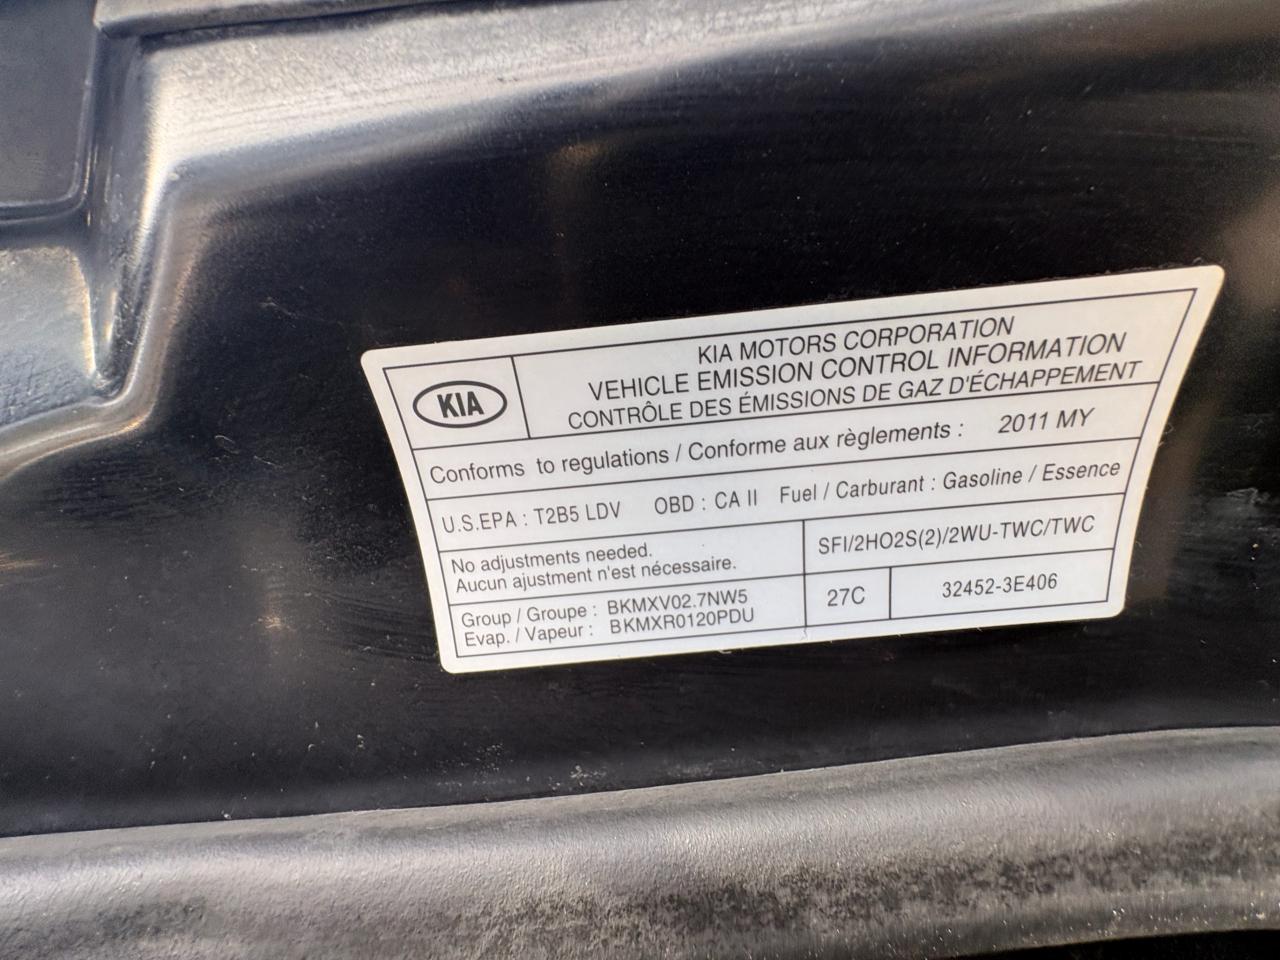 KIA
KIA MOTORS CORPORATION
VEHICLE EMISSION CONTROL INFORMATION
CONTRÔLE DES ÉMISSIONS DE GAZ D'ÉCHAPPEMENT
Conforms to regulations / Conforme aux règlements : 2011 MY
U.S.EPA : T2B5 LDV OBD : CA II Fuel / Carburant : Gasoline / Essence
No adjustments needed.
Aucun ajustment n'est nécessaire.
SFI/2HO2S(2)/2WU-TWC/TWC
Group / Groupe : BKMXV02.7NW5
Evap. / Vapeur : BKMXR0120PDU
27C
32452-3E406